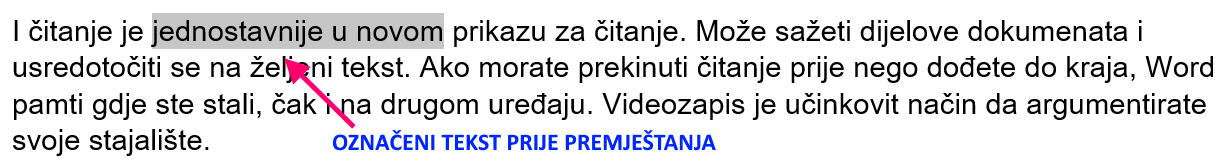 I čitanje je jednostavnije u novom prikazu za čitanje. Može sažeti dijelove dokumenata i
usredotočiti se na željeni tekst. Ako morate prekinuti čitanje prije nego dođete do kraja, Word
pamti gdje ste stali, čak i na drugom uređaju. Videozapis je učinkovit način da argumentirate
svoje stajalište.
OZNAČENI TEKST PRIJE PREMJEŠTANJA